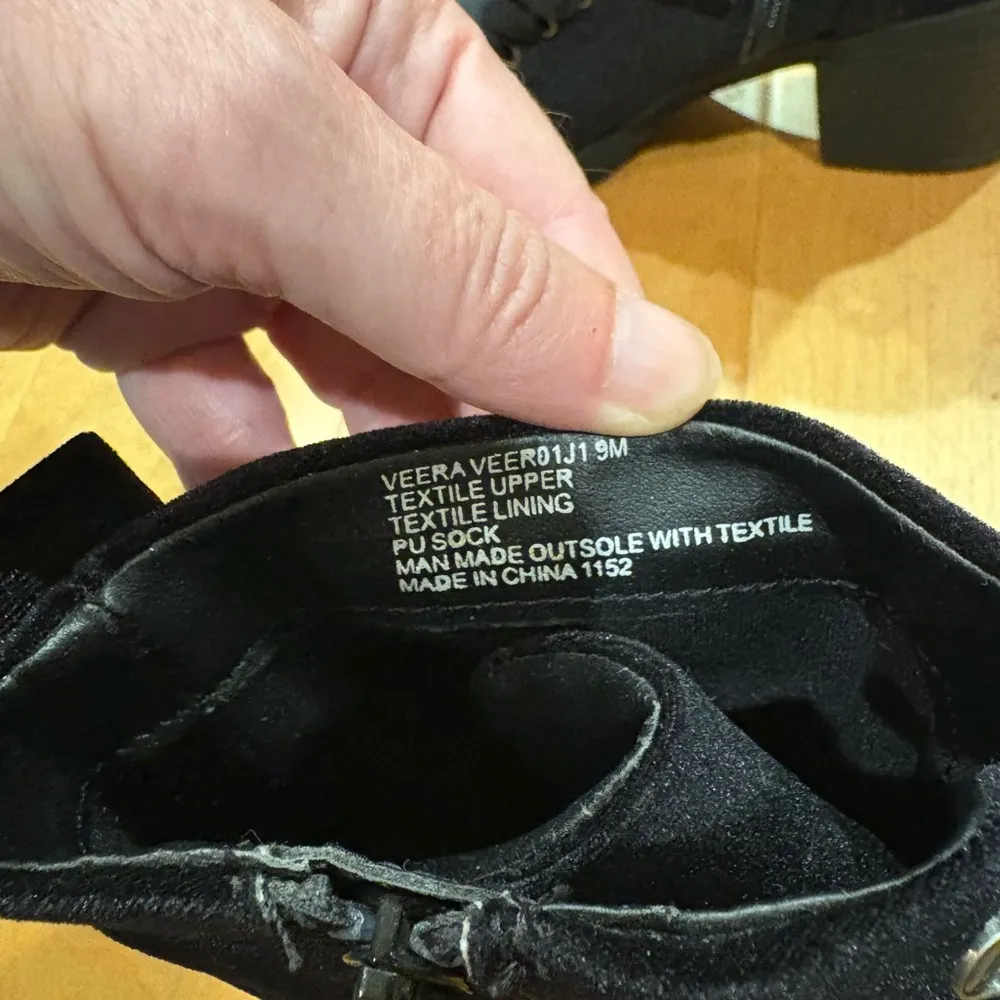 VEERA VEER01J1 9M
TEXTILE UPPER
TEXTILE LINING
PU SOCK
MAN MADE OUTSOLE WITH TEXTILE
MADE IN CHINA 1152